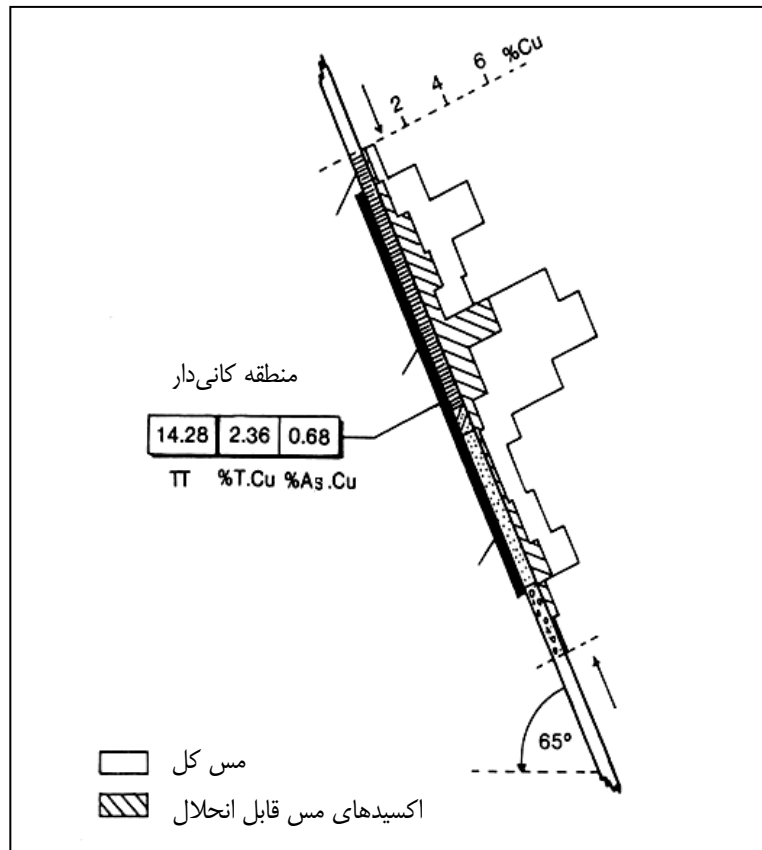 2 4 6 %Cu
منطقه کانی‌دار
14.28 2.36 0.68
TT %T.Cu %As.Cu
65°
مس کل
اکسیدهای مس قابل انحلال